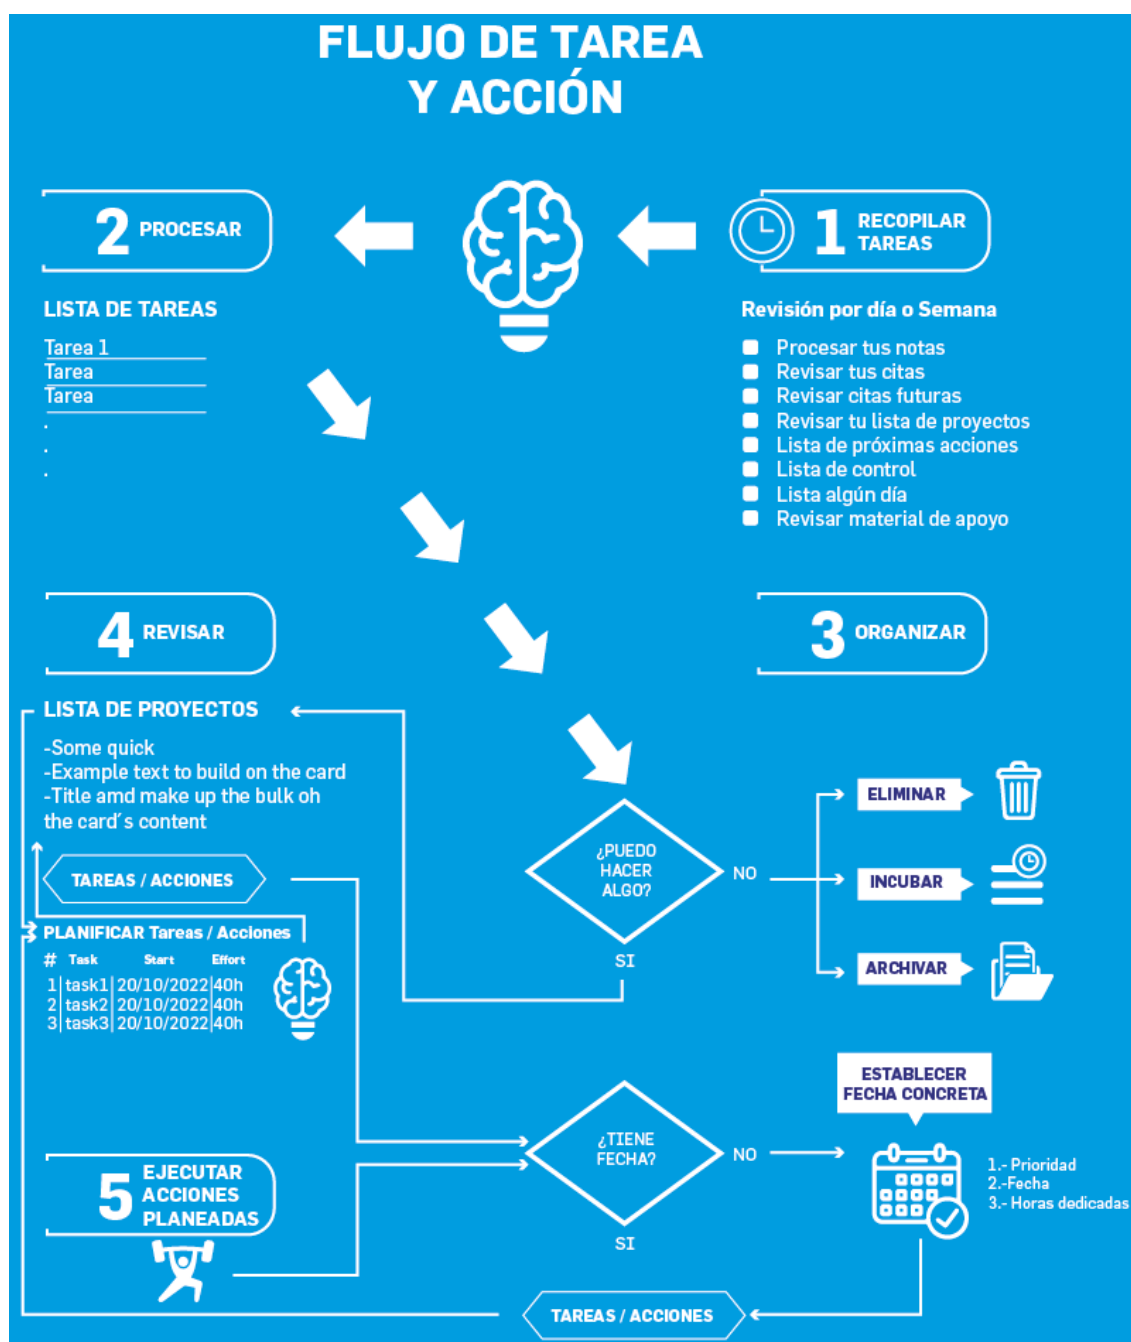 FLUJO DE TAREA
Y ACCIÓN
2 PROCESAR
LISTA DE TAREAS
Tarea 1
Tarea
Tarea
.
.
.
1 RECOPILAR
TAREAS
Revisión por día o Semana
Procesar tus notas
Revisar tus citas
Revisar citas futuras
Revisar tu lista de proyectos
Lista de próximas acciones
Lista de control
Lista algún día
Revisar material de apoyo
4 REVISAR
LISTA DE PROYECTOS
-Some quick
-Example text to build on the card
-Title amd make up the bulk oh
the card´s content
TAREAS / ACCIONES
PLANIFICAR Tareas / Acciones
# Task Start Effort
1|task1|20/10/2022|40h
2|task2|20/10/2022|40h
3|task3|20/10/2022|40h
3 ORGANIZAR
¿PUEDO
HACER
ALGO?
NO
SI
ELIMINAR
INCUBAR
ARCHIVAR
5 EJECUTAR
ACCIONES
PLANEADAS
¿TIENE
FECHA?
NO
SI
ESTABLECER
FECHA CONCRETA
1.- Prioridad
2.-Fecha
3.- Horas dedicadas
TAREAS / ACCIONES